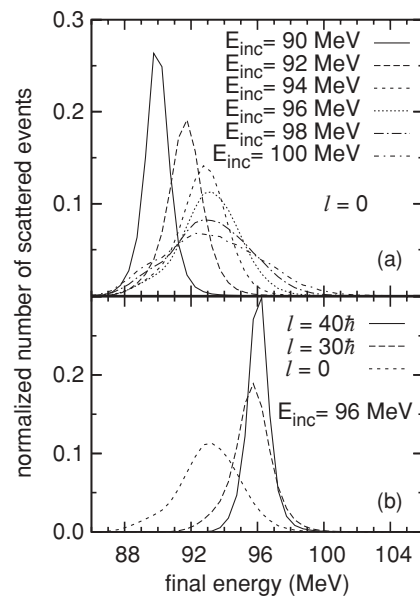 normalized number of scattered events
0.3
0.2
0.1
E_inc= 90 MeV
E_inc= 92 MeV
E_inc= 94 MeV
E_inc= 96 MeV
E_inc= 98 MeV
E_inc= 100 MeV
l = 0
(a)
0.2
0.1
0.0
l = 40ħ
l = 30ħ
l = 0
E_inc= 96 MeV
(b)
88 92 96 100 104
final energy (MeV)